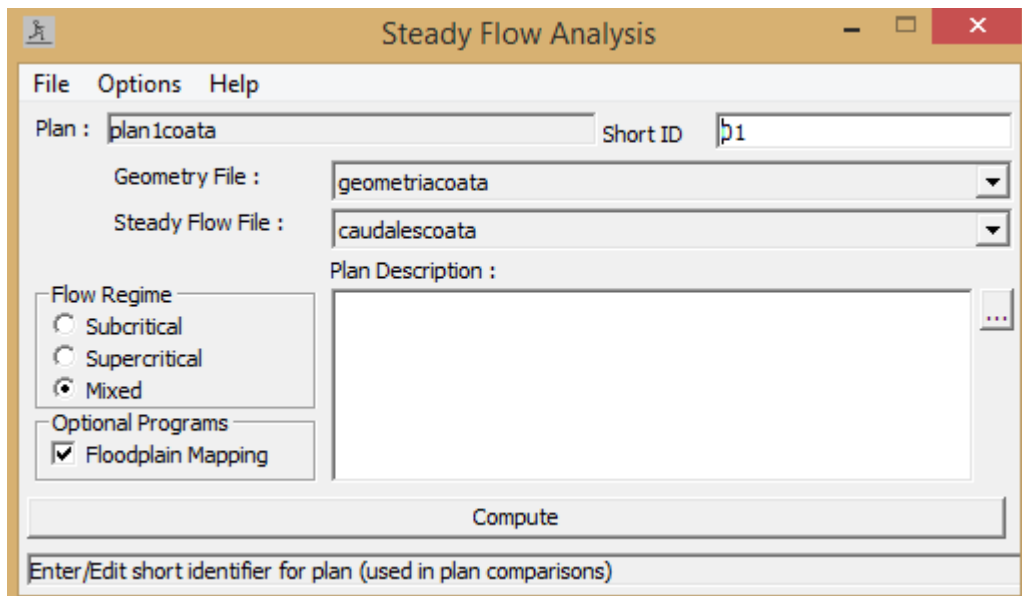 Steady Flow Analysis
File Options Help
Plan : plan1coata Short ID 01
Geometry File : geometriacoata
Steady Flow File : caudalescoata
Plan Description :
Flow Regime
Subcritical
Supercritical
Mixed
Optional Programs
Floodplain Mapping
...
Compute
Enter/Edit short identifier for plan (used in plan comparisons)